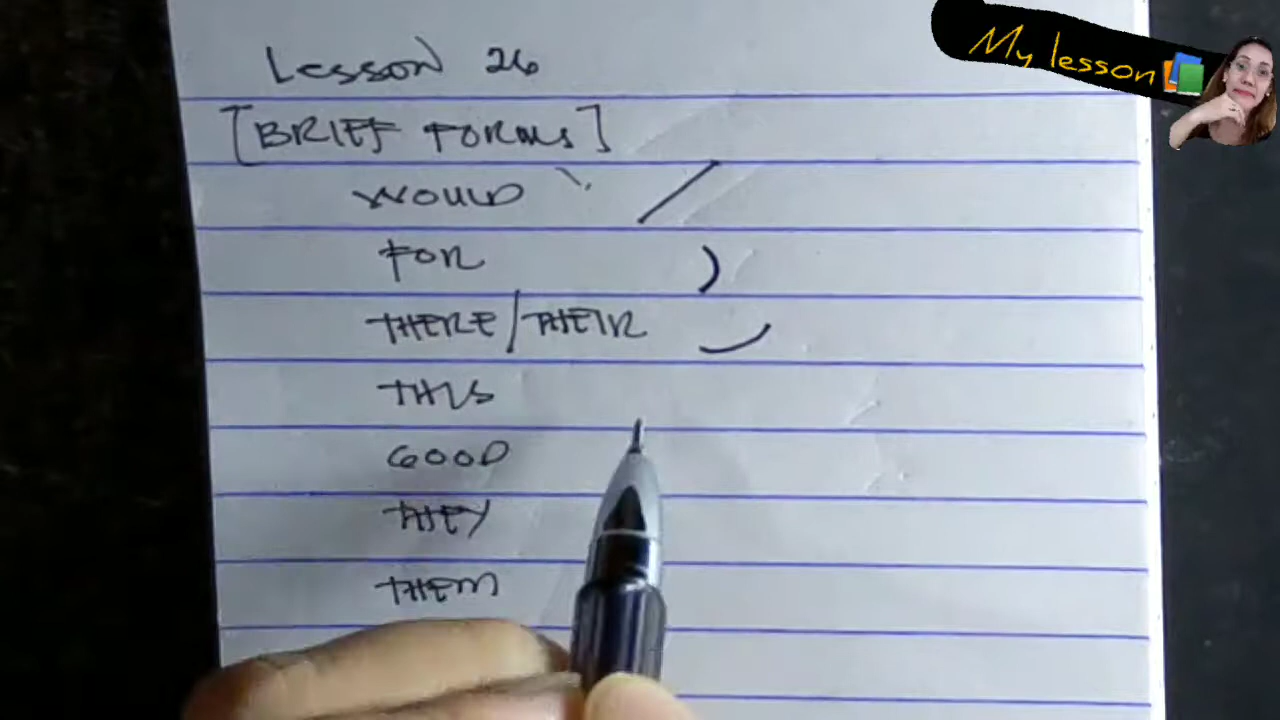 Lesson 26
[BRIEF FORMS]
WOULD
FOR
THERE/THEIR
THIS
GOOD
THEY
THEM
My lesson